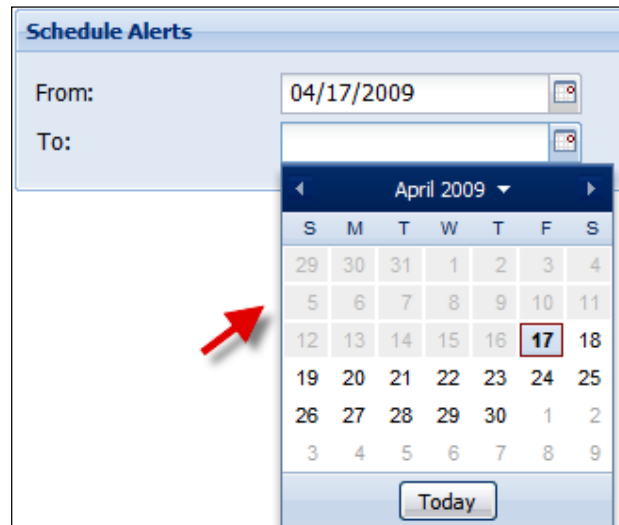 Schedule Alerts
From: 04/17/2009
To:
April 2009
S M T W T F S
29 30 31 1 2 3 4
5 6 7 8 9 10 11
12 13 14 15 16 17 18
19 20 21 22 23 24 25
26 27 28 29 30 1 2
3 4 5 6 7 8 9
Today